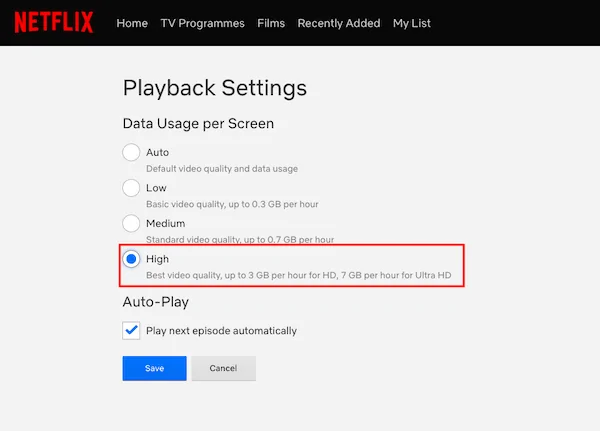 NETFLIX Home TV Programmes Films Recently Added My List
Playback Settings
Data Usage per Screen
Auto
Default video quality and data usage
Low
Basic video quality, up to 0.3 GB per hour
Medium
Standard video quality, up to 0.7 GB per hour
High
Best video quality, up to 3 GB per hour for HD, 7 GB per hour for Ultra HD
Auto-Play
Play next episode automatically
Save Cancel